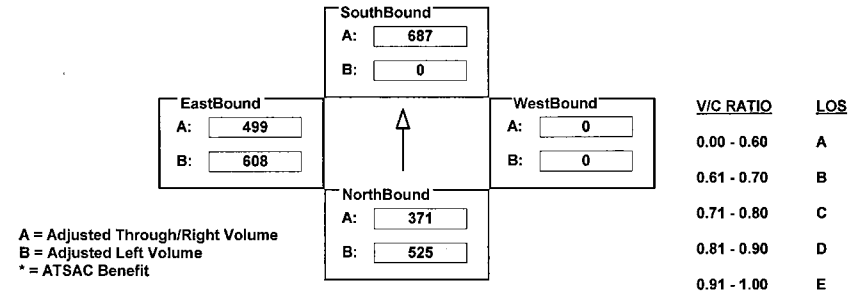 SouthBound
A: 687
B: 0
EastBound
A: 499
B: 608
WestBound
A: 0
B: 0
NorthBound
A: 371
B: 525
A = Adjusted Through/Right Volume
B = Adjusted Left Volume
* = ATSAC Benefit
V/C RATIO LOS
0.00 - 0.60 A
0.61 - 0.70 B
0.71 - 0.80 C
0.81 - 0.90 D
0.91 - 1.00 E